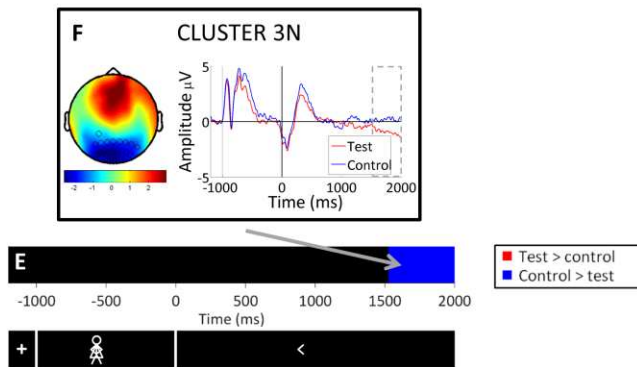 F CLUSTER 3N
Amplitude μV
5
0
-5
Test
Control
-1000 0 1000 2000
Time (ms)
-2 -1 0 1 2
E
Test > control
Control > test
-1000 -500 0 500 1000 1500 2000
Time (ms)
+ <